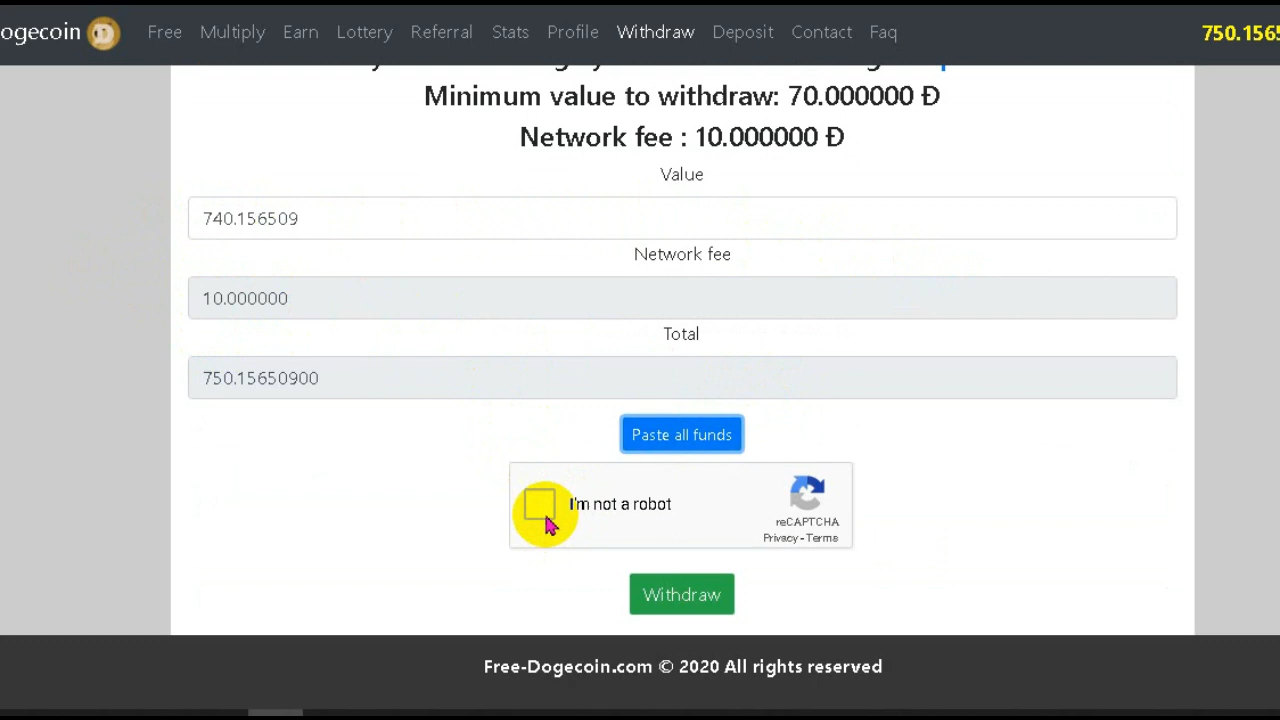 ogecoin Free Multiply Earn Lottery Referral Stats Profile Withdraw Deposit Contact Faq 750.1565
Minimum value to withdraw: 70.000000 Đ
Network fee : 10.000000 Đ
Value
740.156509
Network fee
10.000000
Total
750.15650900
Paste all funds
I'm not a robot
reCAPTCHA
Privacy - Terms
Withdraw
Free-Dogecoin.com © 2020 All rights reserved